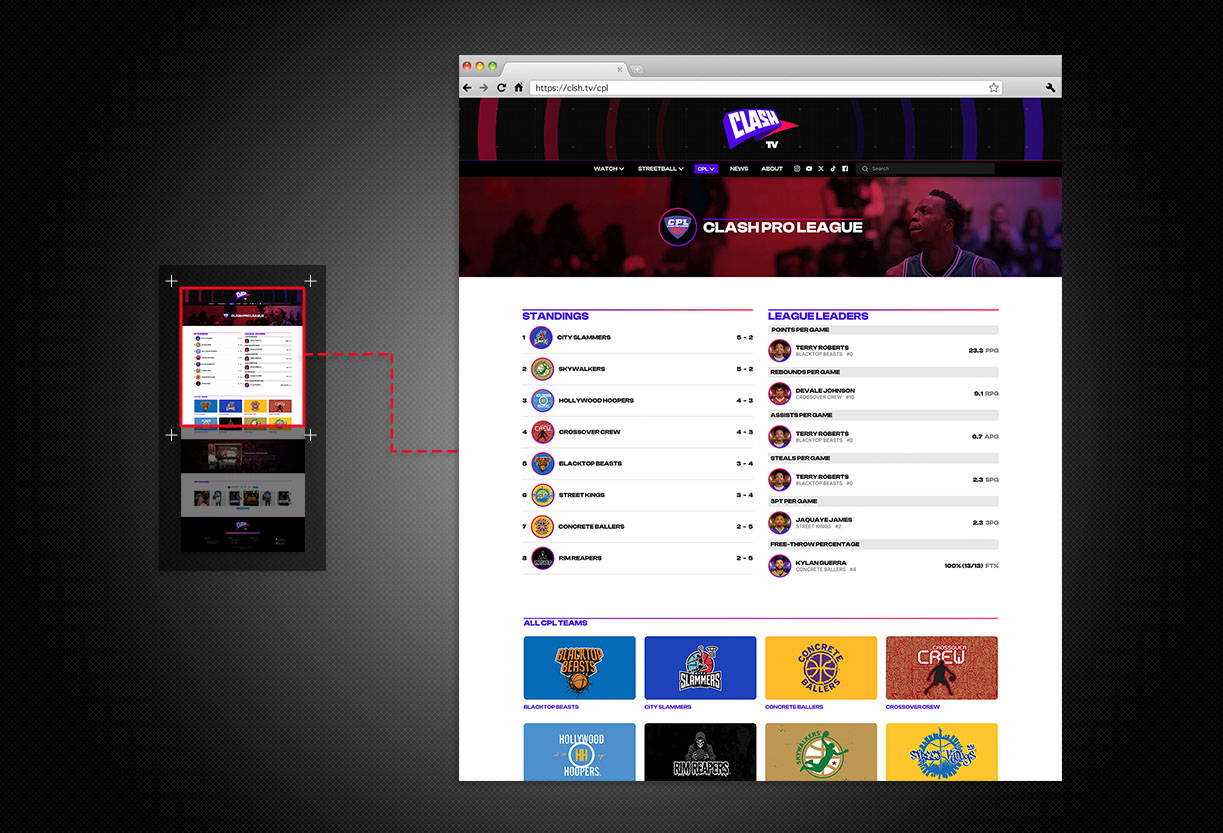 https://clsh.tv/cpl
CLASH
TV
WATCH STREETBALL CPL NEWS ABOUT Search
CPL CLASH PRO LEAGUE
STANDINGS
1 CITY SLAMMERS 5 - 2
2 SKYWALKERS 5 - 2
3 HOLLYWOOD HOOPERS 4 - 3
4 CROSSOVER CREW 4 - 3
5 BLACKTOP BEASTS 3 - 4
6 STREET KINGS 3 - 4
7 CONCRETE BALLERS 2 - 5
8 RIM REAPERS 2 - 5
LEAGUE LEADERS
POINTS PER GAME
TERRY ROBERTS
BLACKTOP BEASTS #0
23.3 PPG
REBOUNDS PER GAME
DEVALE JOHNSON
CROSSOVER CREW #10
9.1 RPG
ASSISTS PER GAME
TERRY ROBERTS
BLACKTOP BEASTS #0
6.7 APG
STEALS PER GAME
TERRY ROBERTS
BLACKTOP BEASTS #0
2.3 SPG
3PT PER GAME
JAQUAYE JAMES
STREET KINGS #2
2.3 3PG
FREE-THROW PERCENTAGE
KYLAN GUERRA
CONCRETE BALLERS #4
100% (13/13) FT%
ALL CPL TEAMS
BLACKTOP
BEASTS
SLAMMERS
CONCRETE
BALLERS
CROSSOVER
CREW
BLACKTOP BEASTS
CITY SLAMMERS
CONCRETE BALLERS
CROSSOVER CREW
HOLLYWOOD
HH
HOOPERS
RIM REAPERS
SKYWALKERS
STREET KINGS
CLASH PRO LEAGUE